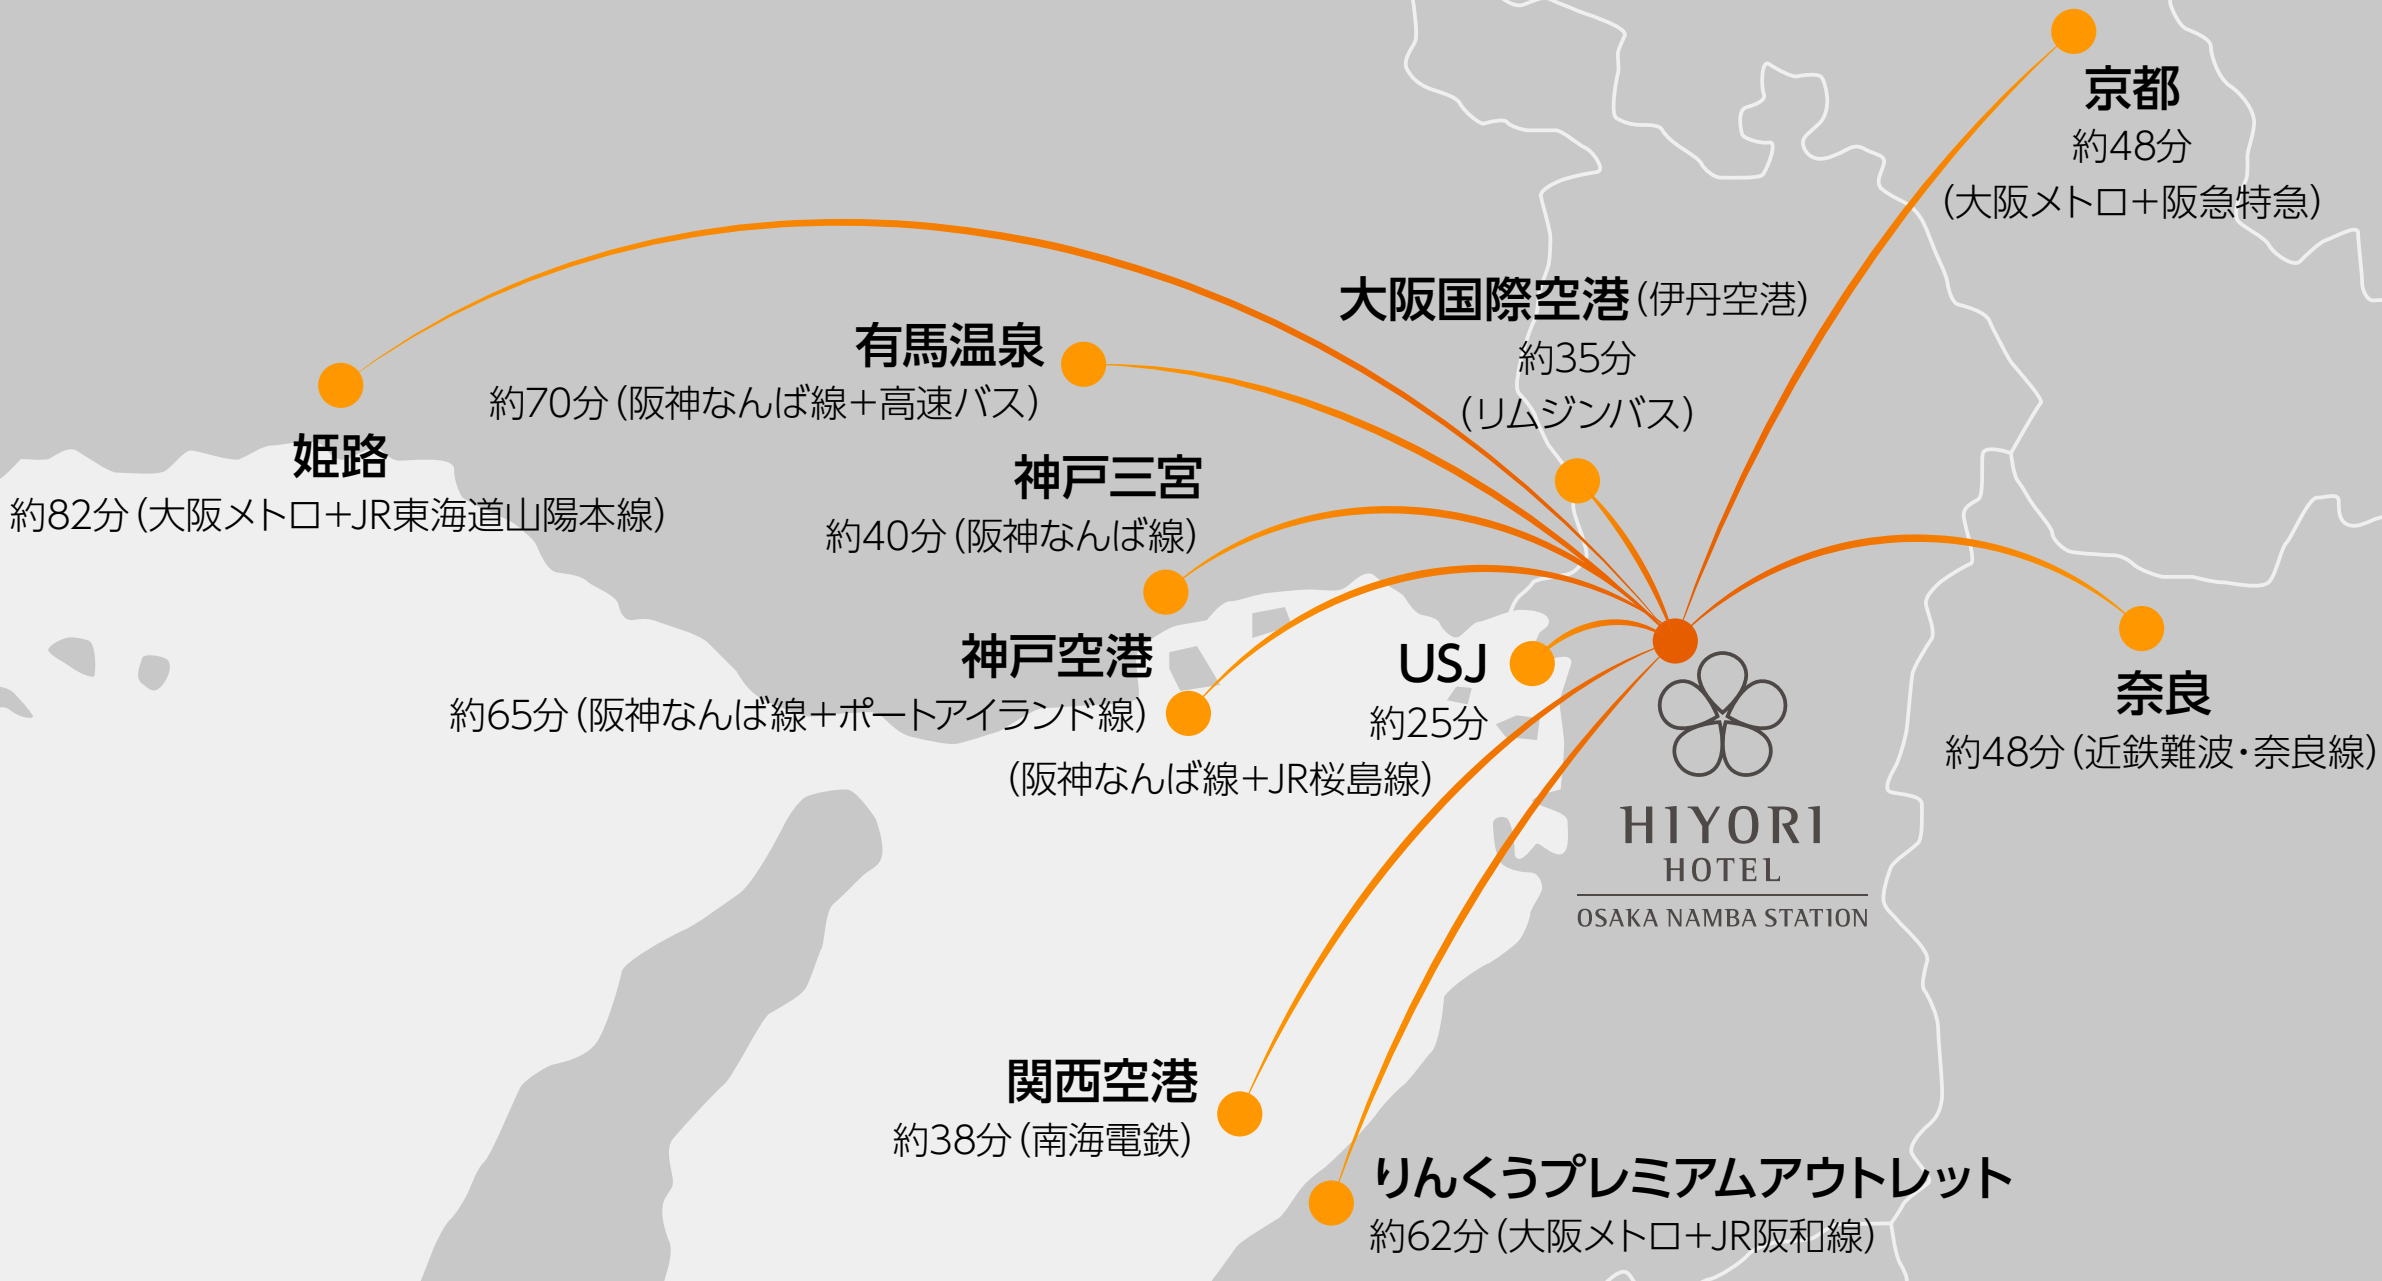 京都
約48分
(大阪メトロ+阪急特急)
大阪国際空港(伊丹空港)
約35分
(リムジンバス)
有馬温泉
約70分(阪神なんば線+高速バス)
姫路
約82分(大阪メトロ+JR東海道山陽本線)
神戸三宮
約40分(阪神なんば線)
神戸空港
約65分(阪神なんば線+ポートアイランド線)
USJ
約25分
(阪神なんば線+JR桜島線)
奈良
約48分(近鉄難波・奈良線)
HIYORI
HOTEL
OSAKA NAMBA STATION
関西空港
約38分(南海電鉄)
りんくうプレミアムアウトレット
約62分(大阪メトロ+JR阪和線)